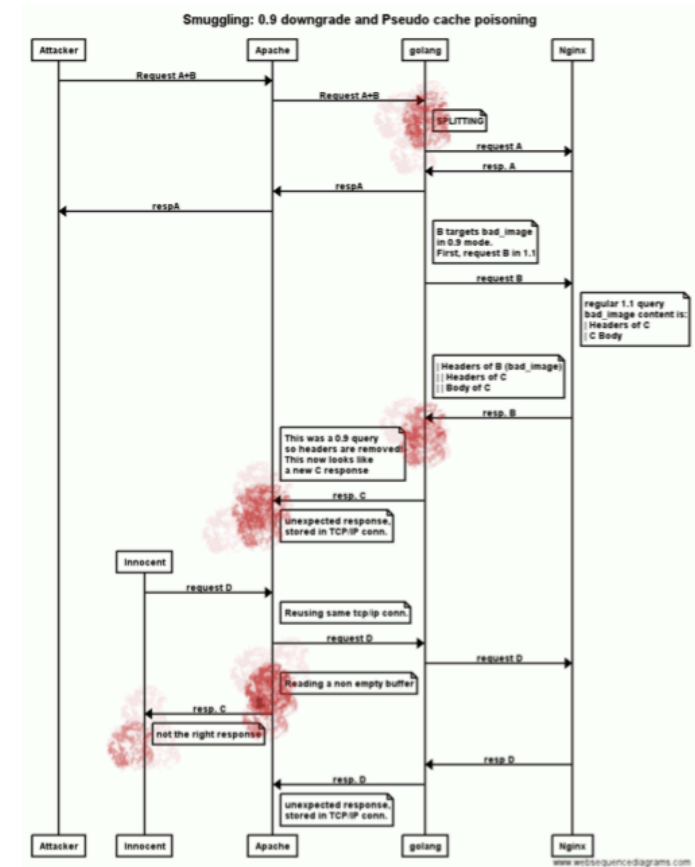 Smuggling: 0.9 downgrade and Pseudo cache poisoning
Attacker
Apache
golang
Nginx
Request A+B
Request A+B
SPLITTING
request A
resp. A
respA
respA
B targets bad_image
in 0.9 mode.
First, request B in 1.1
request B
regular 1.1 query
bad_image content is:
| Headers of C
| C Body
| Headers of B (bad_image)
| | Headers of C
| | Body of C
resp. B
This was a 0.9 query
so headers are removed!
This now looks like
a new C response
resp. C
unexpected response,
stored in TCP/IP conn.
Innocent
request D
Reusing same tcp/ip conn.
request D
request D
Reading a non empty buffer
resp. C
not the right response
resp D
resp. D
unexpected response,
stored in TCP/IP conn.
Attacker
Innocent
Apache
golang
Nginx
www.websequencediagrams.com